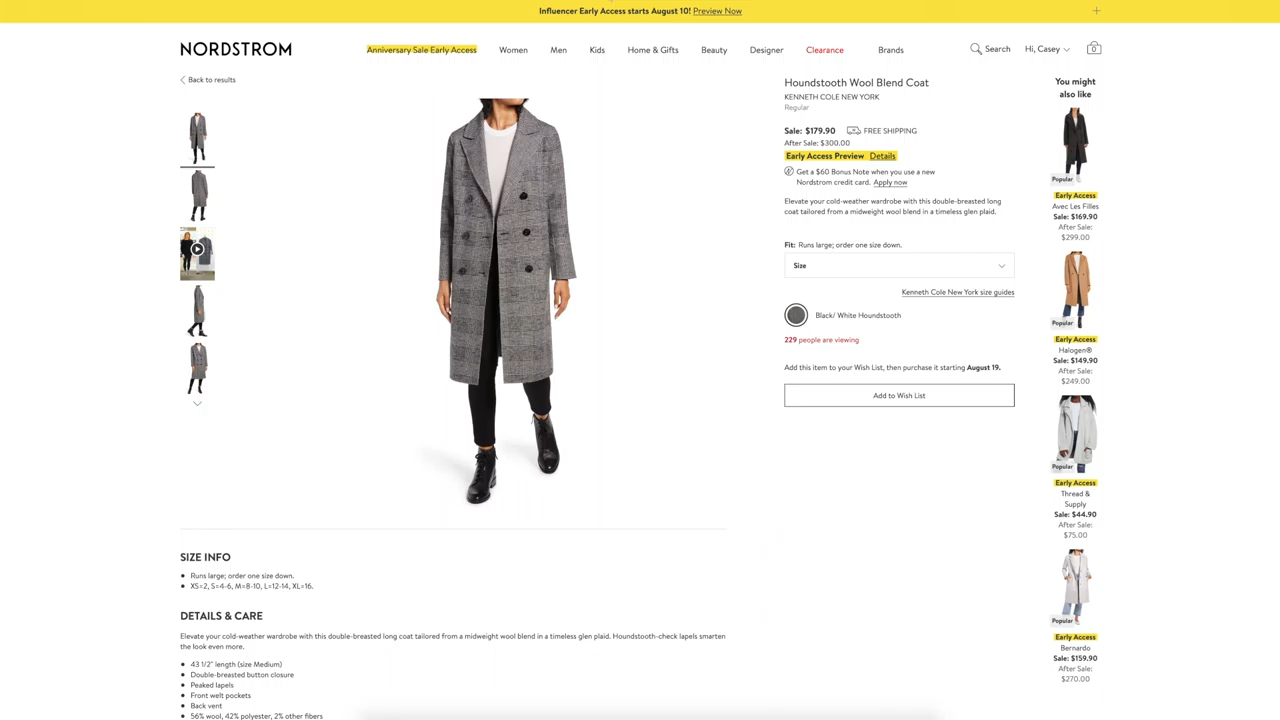 Influencer Early Access starts August 10! Preview Now
NORDSTROM
Anniversary Sale Early Access
Women
Men
Kids
Home & Gifts
Beauty
Designer
Clearance
Brands
Search
Hi, Casey
0
Back to results
Houndstooth Wool Blend Coat
KENNETH COLE NEW YORK
Regular
Sale: $179.90
FREE SHIPPING
After Sale: $300.00
Early Access Preview Details
Get a $60 Bonus Note when you use a new
Nordstrom credit card. Apply now
Elevate your cold-weather wardrobe with this double-breasted long
coat tailored from a midweight wool blend in a timeless glen plaid.
Fit: Runs large; order one size down.
Size
Kenneth Cole New York size guides
Black/ White Houndstooth
229 people are viewing
Add this item to your Wish List, then purchase it starting August 19.
Add to Wish List
You might
also like
Popular
Early Access
Avec Les Filles
Sale: $169.90
After Sale:
$299.00
Popular
Early Access
Halogen®
Sale: $149.90
After Sale:
$249.00
Popular
Early Access
Thread &
Supply
Sale: $44.90
After Sale:
$75.00
Popular
Early Access
Bernardo
Sale: $159.90
After Sale:
$270.00
SIZE INFO
Runs large; order one size down.
XS=2, S=4-6, M=8-10, L=12-14, XL=16.
DETAILS & CARE
Elevate your cold-weather wardrobe with this double-breasted long coat tailored from a midweight wool blend in a timeless glen plaid. Houndstooth-check lapels smarten
the look even more.
43 1/2" length (size Medium)
Double-breasted button closure
Peaked lapels
Front welt pockets
Back vent
56% wool, 42% polyester, 2% other fibers